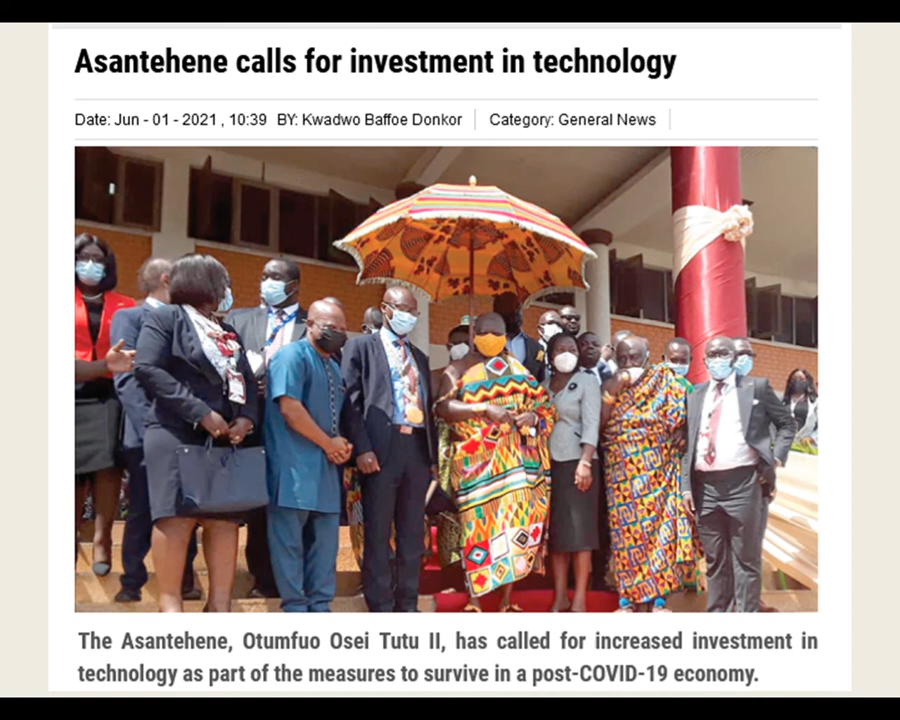 Asantehene calls for investment in technology
Date: Jun - 01 - 2021 , 10:39 BY: Kwadwo Baffoe Donkor Category: General News
The Asantehene, Otumfuo Osei Tutu II, has called for increased investment in
technology as part of the measures to survive in a post-COVID-19 economy.